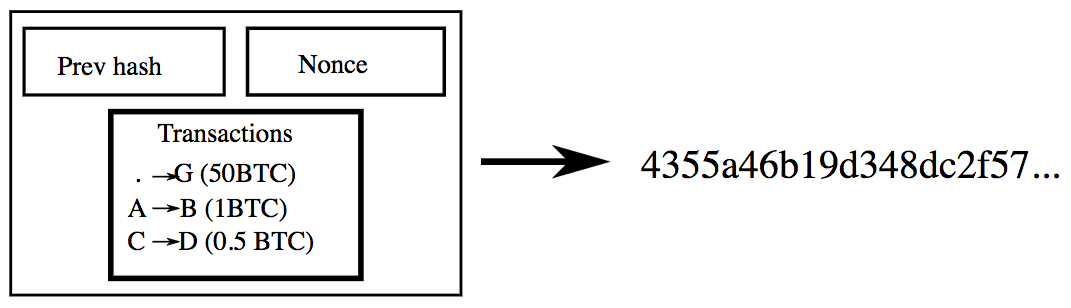 Prev hash
Nonce
Transactions
. →G (50BTC)
A →B (1BTC)
C →D (0.5 BTC)
4355a46b19d348dc2f57...